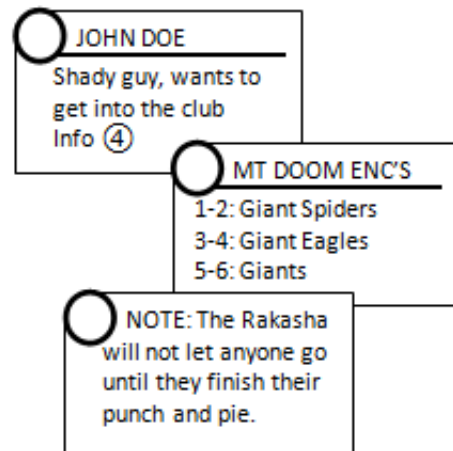 JOHN DOE
Shady guy, wants to
get into the club
Info ④
MT DOOM ENC'S
1-2: Giant Spiders
3-4: Giant Eagles
5-6: Giants
NOTE: The Rakasha
will not let anyone go
until they finish their
punch and pie.